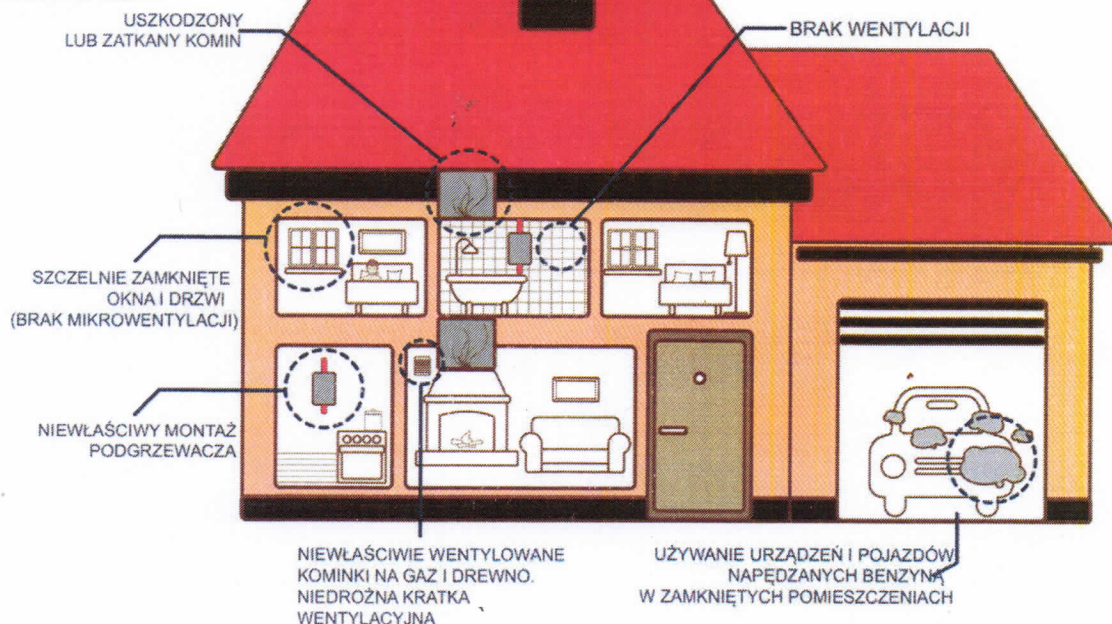 USZKODZONY
LUB ZATKANY KOMIN
BRAK WENTYLACJI
SZCZELNIE ZAMKNIĘTE
OKNA I DRZWI
(BRAK MIKROWENTYLACJI)
NIEWŁAŚCIWY MONTAŻ
PODGRZEWACZA
NIEWŁAŚCIWIE WENTYLOWANE
KOMINKI NA GAZ I DREWNO.
NIEDROŻNA KRATKA
WENTYLACYJNA
UŻYWANIE URZĄDZEŃ I POJAZDÓW
NAPĘDZANYCH BENZYNĄ
W ZAMKNIĘTYCH POMIESZCZENIACH